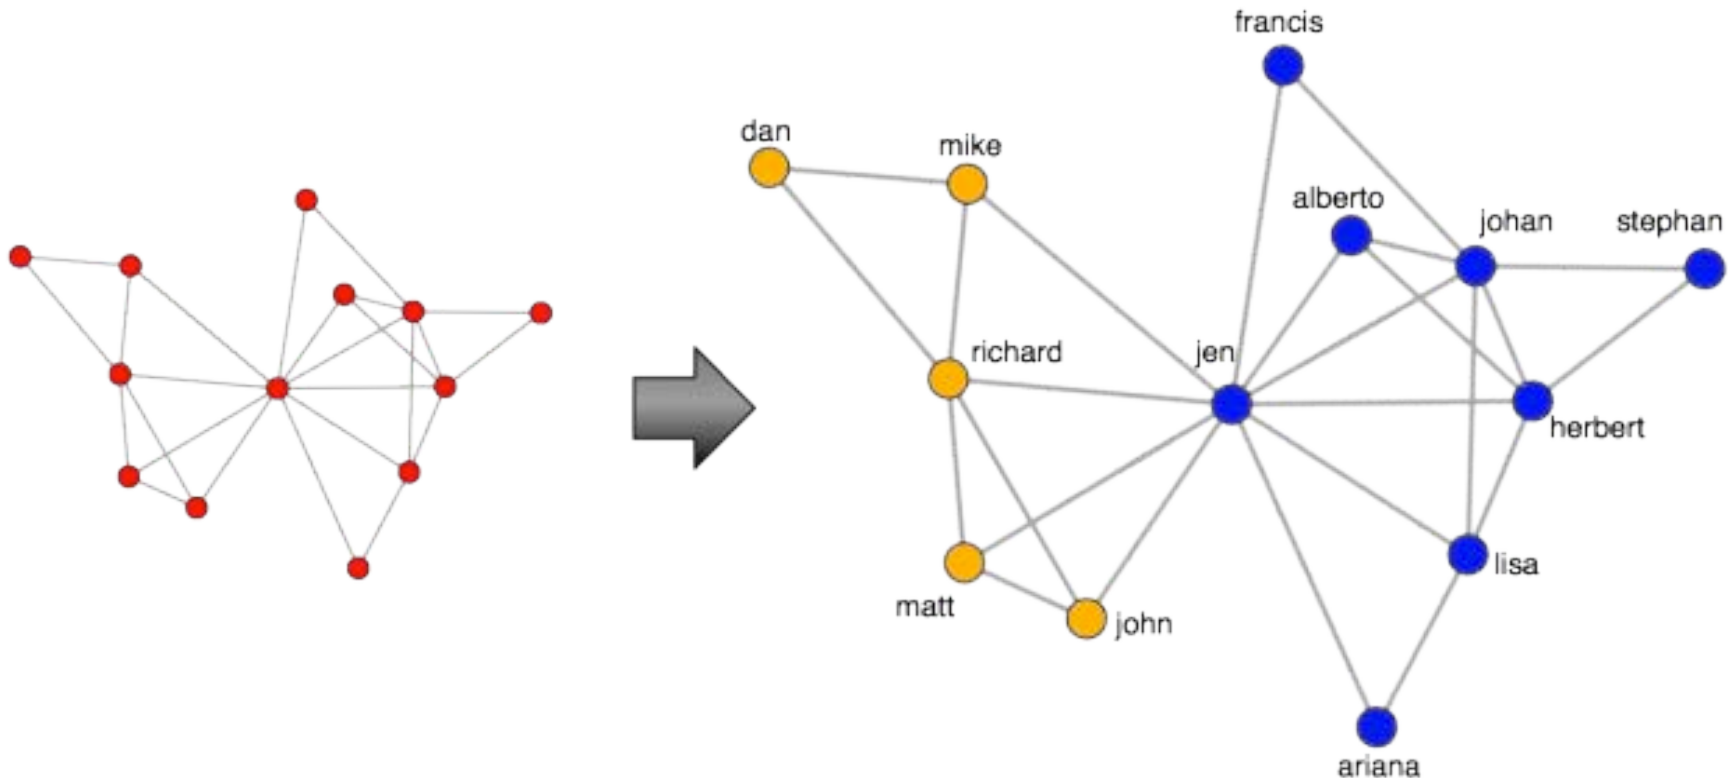 francis
dan
mike
alberto
johan
stephan
richard
jen
herbert
lisa
matt
john
ariana